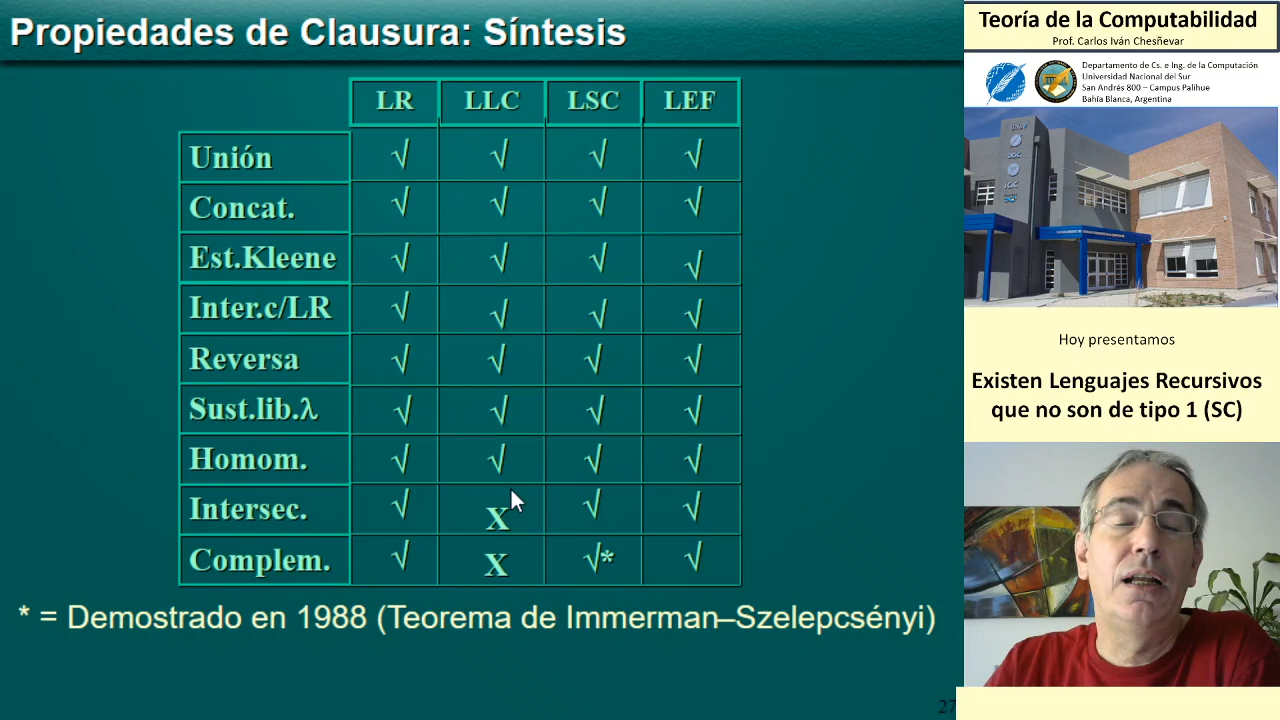 Propiedades de Clausura: Síntesis
LR LLC LSC LEF
Unión √ √ √ √
Concat. √ √ √ √
Est.Kleene √ √ √ √
Inter.c/LR √ √ √ √
Reversa √ √ √ √
Sust.lib.λ √ √ √ √
Homom. √ √ √ √
Intersec. √ X √ √
Complem. √ X √* √
* = Demostrado en 1988 (Teorema de Immerman–Szelepcsényi)
27
Teoría de la Computabilidad
Prof. Carlos Iván Chesñevar
Departamento de Cs. e Ing. de la Computación
Universidad Nacional del Sur
San Andrés 800 – Campus Palihue
Bahía Blanca, Argentina
Hoy presentamos
Existen Lenguajes Recursivos
que no son de tipo 1 (SC)